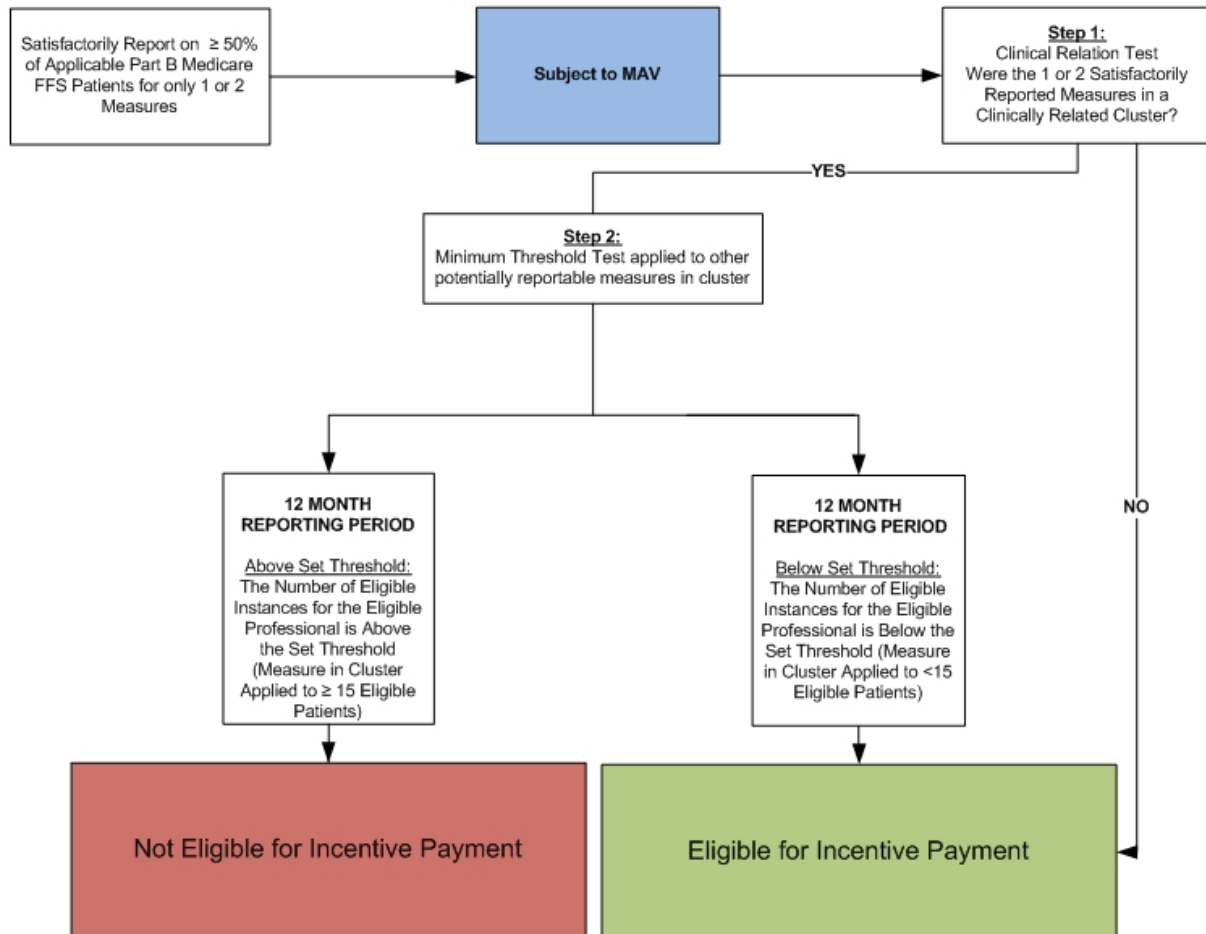 Satisfactorily Report on ≥ 50%
of Applicable Part B Medicare
FFS Patients for only 1 or 2
Measures
Subject to MAV
Step 1:
Clinical Relation Test
Were the 1 or 2 Satisfactorily
Reported Measures in a
Clinically Related Cluster?
YES
Step 2:
Minimum Threshold Test applied to other
potentially reportable measures in cluster
NO
12 MONTH
REPORTING PERIOD
Above Set Threshold:
The Number of Eligible
Instances for the Eligible
Professional is Above
the Set Threshold
(Measure in Cluster
Applied to ≥ 15 Eligible
Patients)
12 MONTH
REPORTING PERIOD
Below Set Threshold:
The Number of Eligible
Instances for the Eligible
Professional is Below the
Set Threshold (Measure
in Cluster Applied to <15
Eligible Patients)
Not Eligible for Incentive Payment
Eligible for Incentive Payment